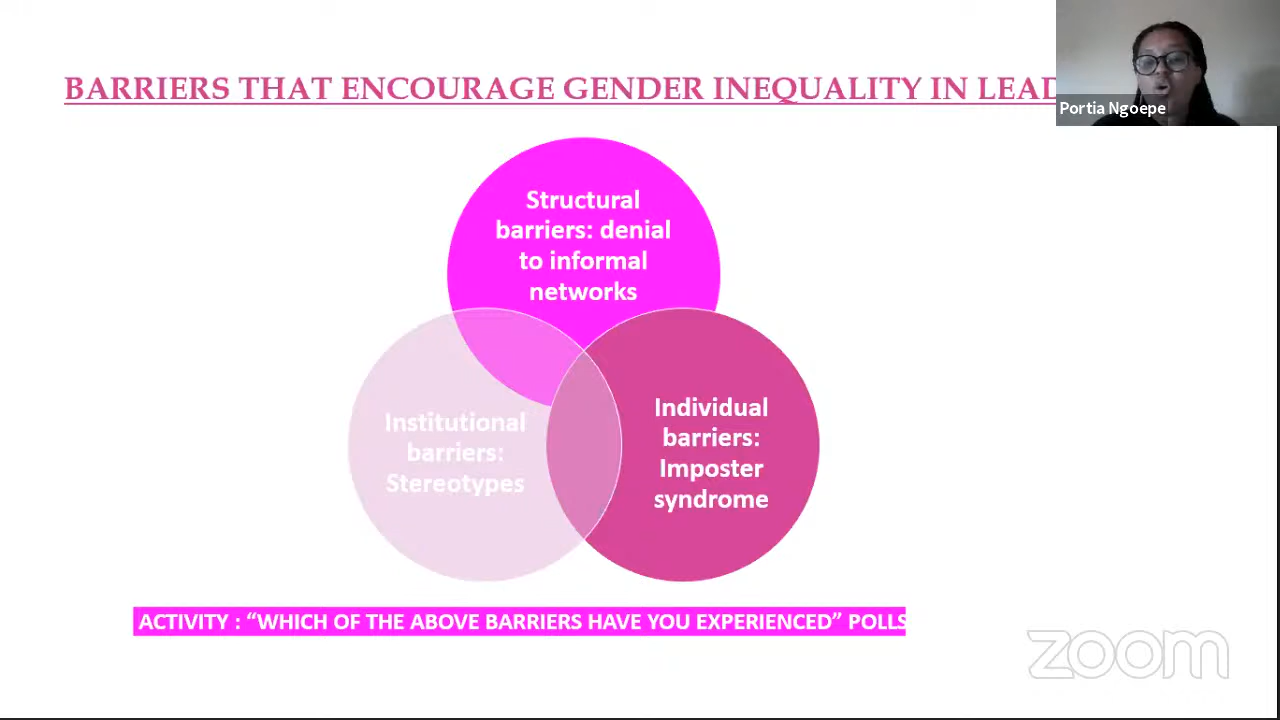 BARRIERS THAT ENCOURAGE GENDER INEQUALITY IN LEAD
Portia Ngoepe
Structural
barriers: denial
to informal
networks
Institutional
barriers:
Stereotypes
Individual
barriers:
Imposter
syndrome
ACTIVITY : “WHICH OF THE ABOVE BARRIERS HAVE YOU EXPERIENCED” POLLS
zoom